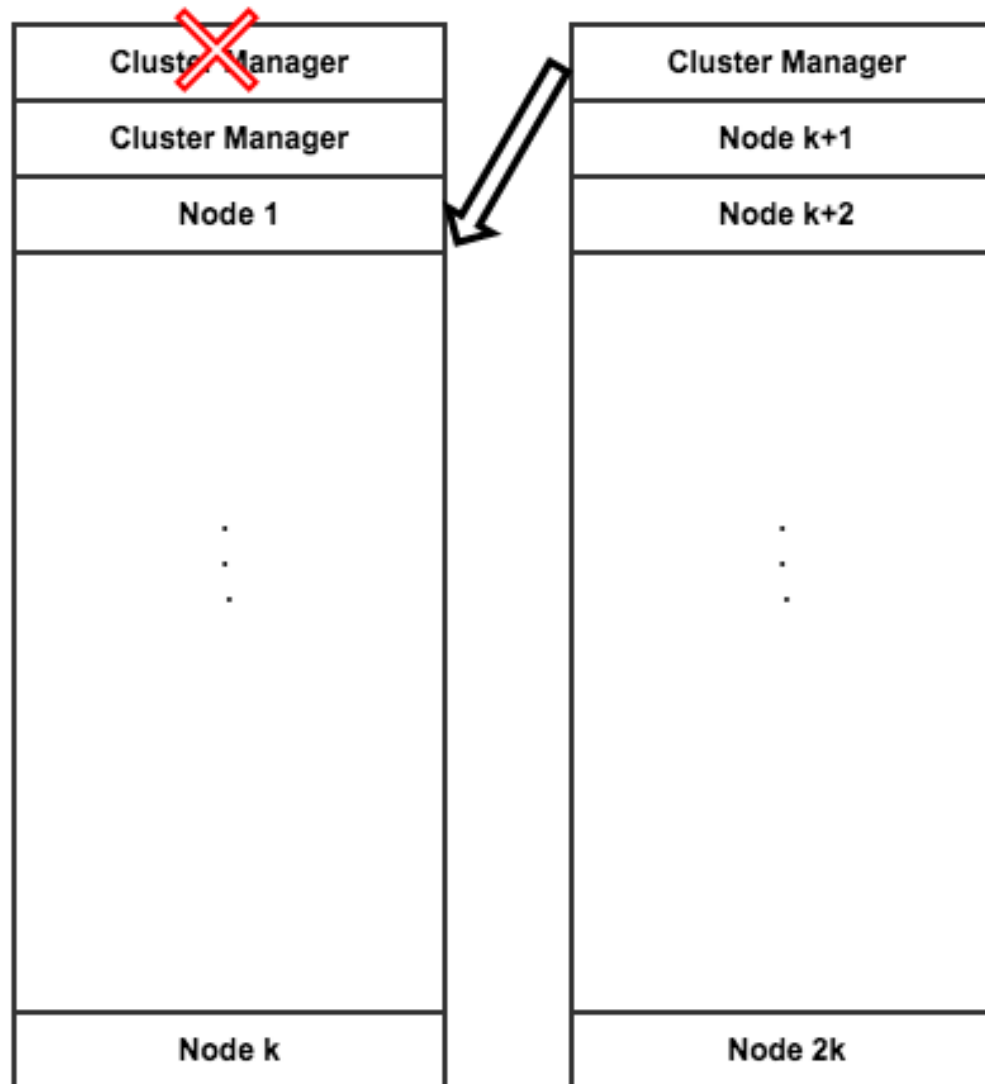 Cluster Manager
Cluster Manager
Node 1
.
.
.
Node k
Cluster Manager
Node k+1
Node k+2
.
.
.
Node 2k